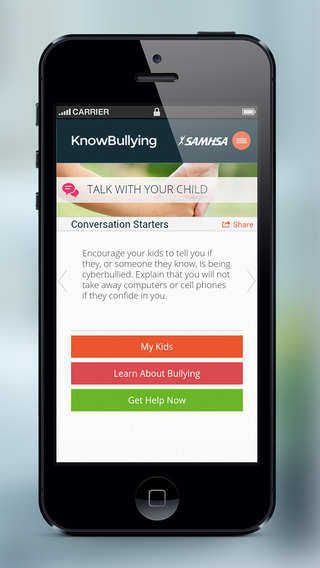 CARRIER
KnowBullying SAMHSA
TALK WITH YOUR CHILD
Conversation Starters Share
Encourage your kids to tell you if
they, or someone they know, is being
cyberbullied. Explain that you will not
take away computers or cell phones
if they confide in you.
My Kids
Learn About Bullying
Get Help Now